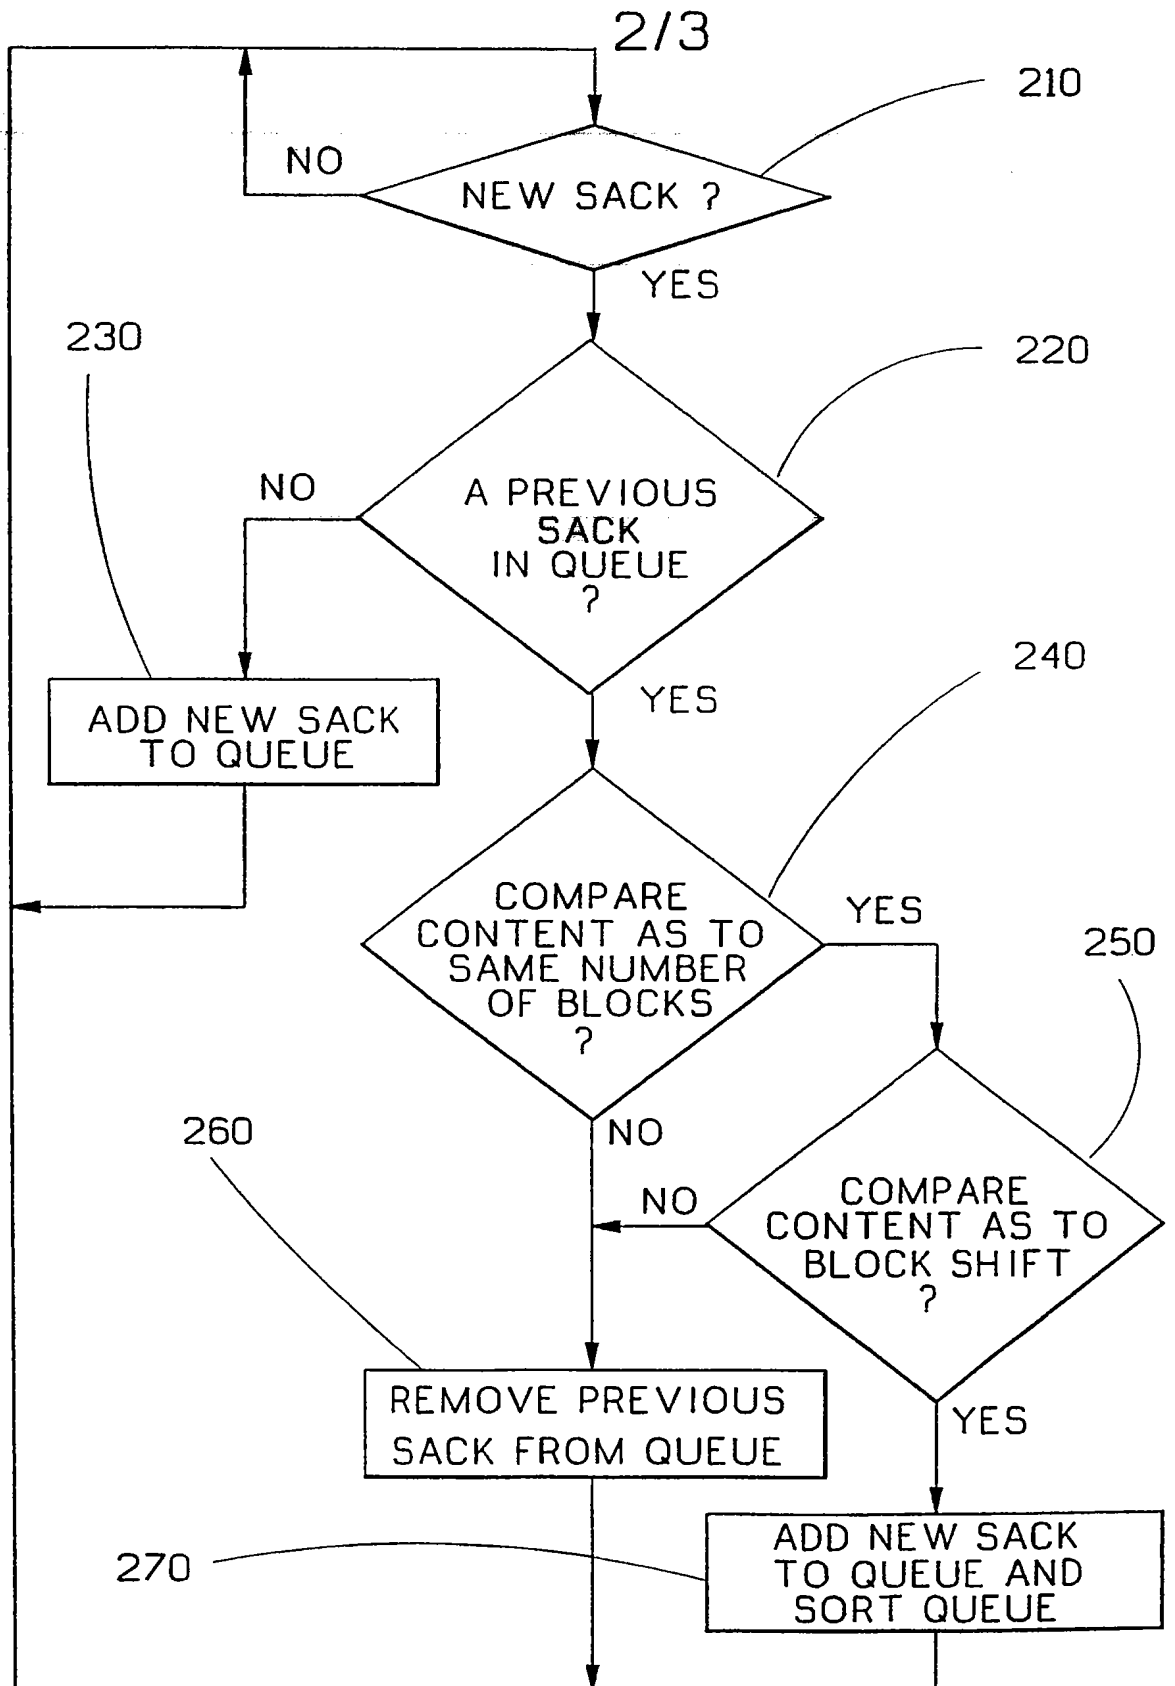 2/3
210
NO
NEW SACK ?
YES
230
220
NO
A PREVIOUS
SACK
IN QUEUE
?
240
YES
ADD NEW SACK
TO QUEUE
COMPARE
CONTENT AS TO
SAME NUMBER
OF BLOCKS
?
YES
250
260
NO
NO
COMPARE
CONTENT AS TO
BLOCK SHIFT
?
REMOVE PREVIOUS
SACK FROM QUEUE
YES
270
ADD NEW SACK
TO QUEUE AND
SORT QUEUE